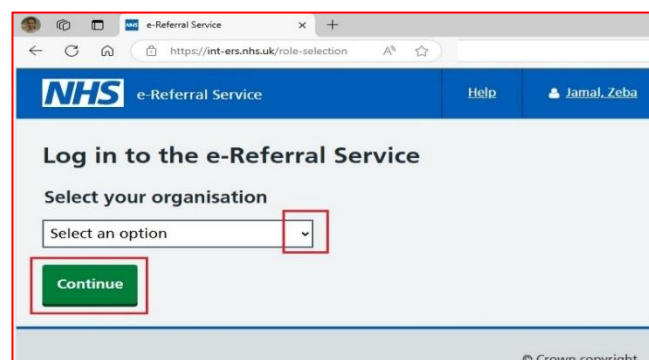 e-Referral Service
https://int-ers.nhs.uk/role-selection
NHS e-Referral Service Help Jamal, Zeba
Log in to the e-Referral Service
Select your organisation
Select an option
Continue
© Crown copyright